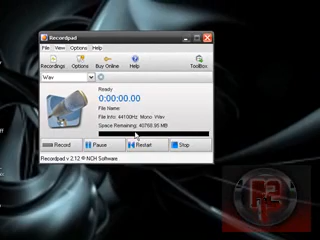 Recordpad
File View Options Help
Recordings Options Buy Online Help ToolBox
Wav
Ready
0:00:00.00
File Name:
File Info: 44100Hz Mono Wav
Space Remaining: 40768.95 MB
Record Pause Restart Stop
Recordpad v 2.12 © NCH Software